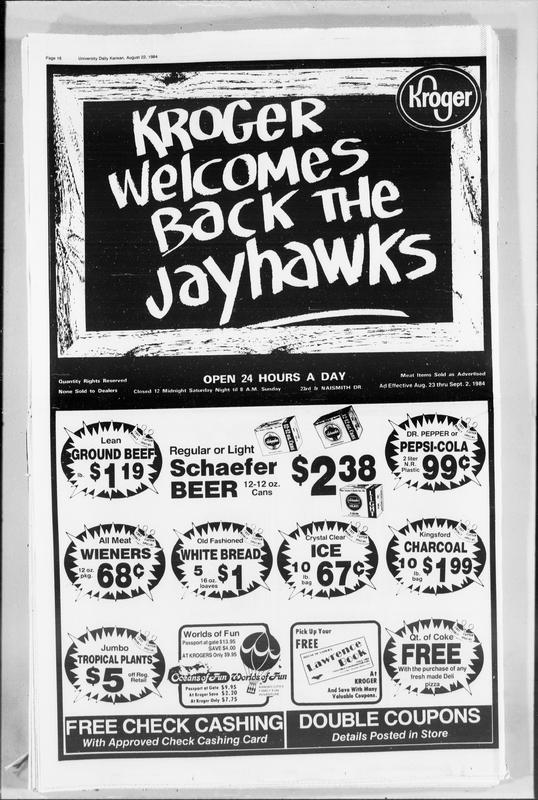 Page 16 University Daily Kansan, August 22, 1984
Kroger
KROGER
WELCOMES
BACK THE
JAYHAWKS
Quantity Rights Reserved
None Sold to Dealers
OPEN 24 HOURS A DAY
Closed 12 Midnight Saturday Night til 8 A.M. Sunday 23rd & NAISMITH DR.
Meat Items Sold as Advertised
Ad Effective Aug. 23 thru Sept. 2, 1984
Lean
GROUND BEEF
lb. $1 19
Regular or Light
Schaefer
BEER 12-12 oz.
Cans
$2 38
DR. PEPPER or
PEPSI-COLA
2 liter
N.R.
Plastic
99¢
All Meat
WIENERS
12 oz.
pkg.
68¢
Old Fashioned
WHITE BREAD
5 16 oz.
loaves
$1
Crystal Clear
ICE
10 lb.
bag
67¢
Kingsford
CHARCOAL
10 lb.
bag
$1 99
Jumbo
TROPICAL PLANTS
$5 off Reg.
Retail
Worlds of Fun
Passport at gate $13.95
SAVE $4.00
AT KROGERS Only $9.95
Oceans of Fun Worlds of Fun
Passport at Gate $9.95
At Kroger Save $2.20
At Kroger Only $7.75
Pick Up Your
FREE
Lawrence
Book
At
KROGER
And Save With Many
Valuable Coupons.
Qt. of Coke
FREE
With the purchase of any
fresh made Deli
pizza
FREE CHECK CASHING
With Approved Check Cashing Card
DOUBLE COUPONS
Details Posted in Store